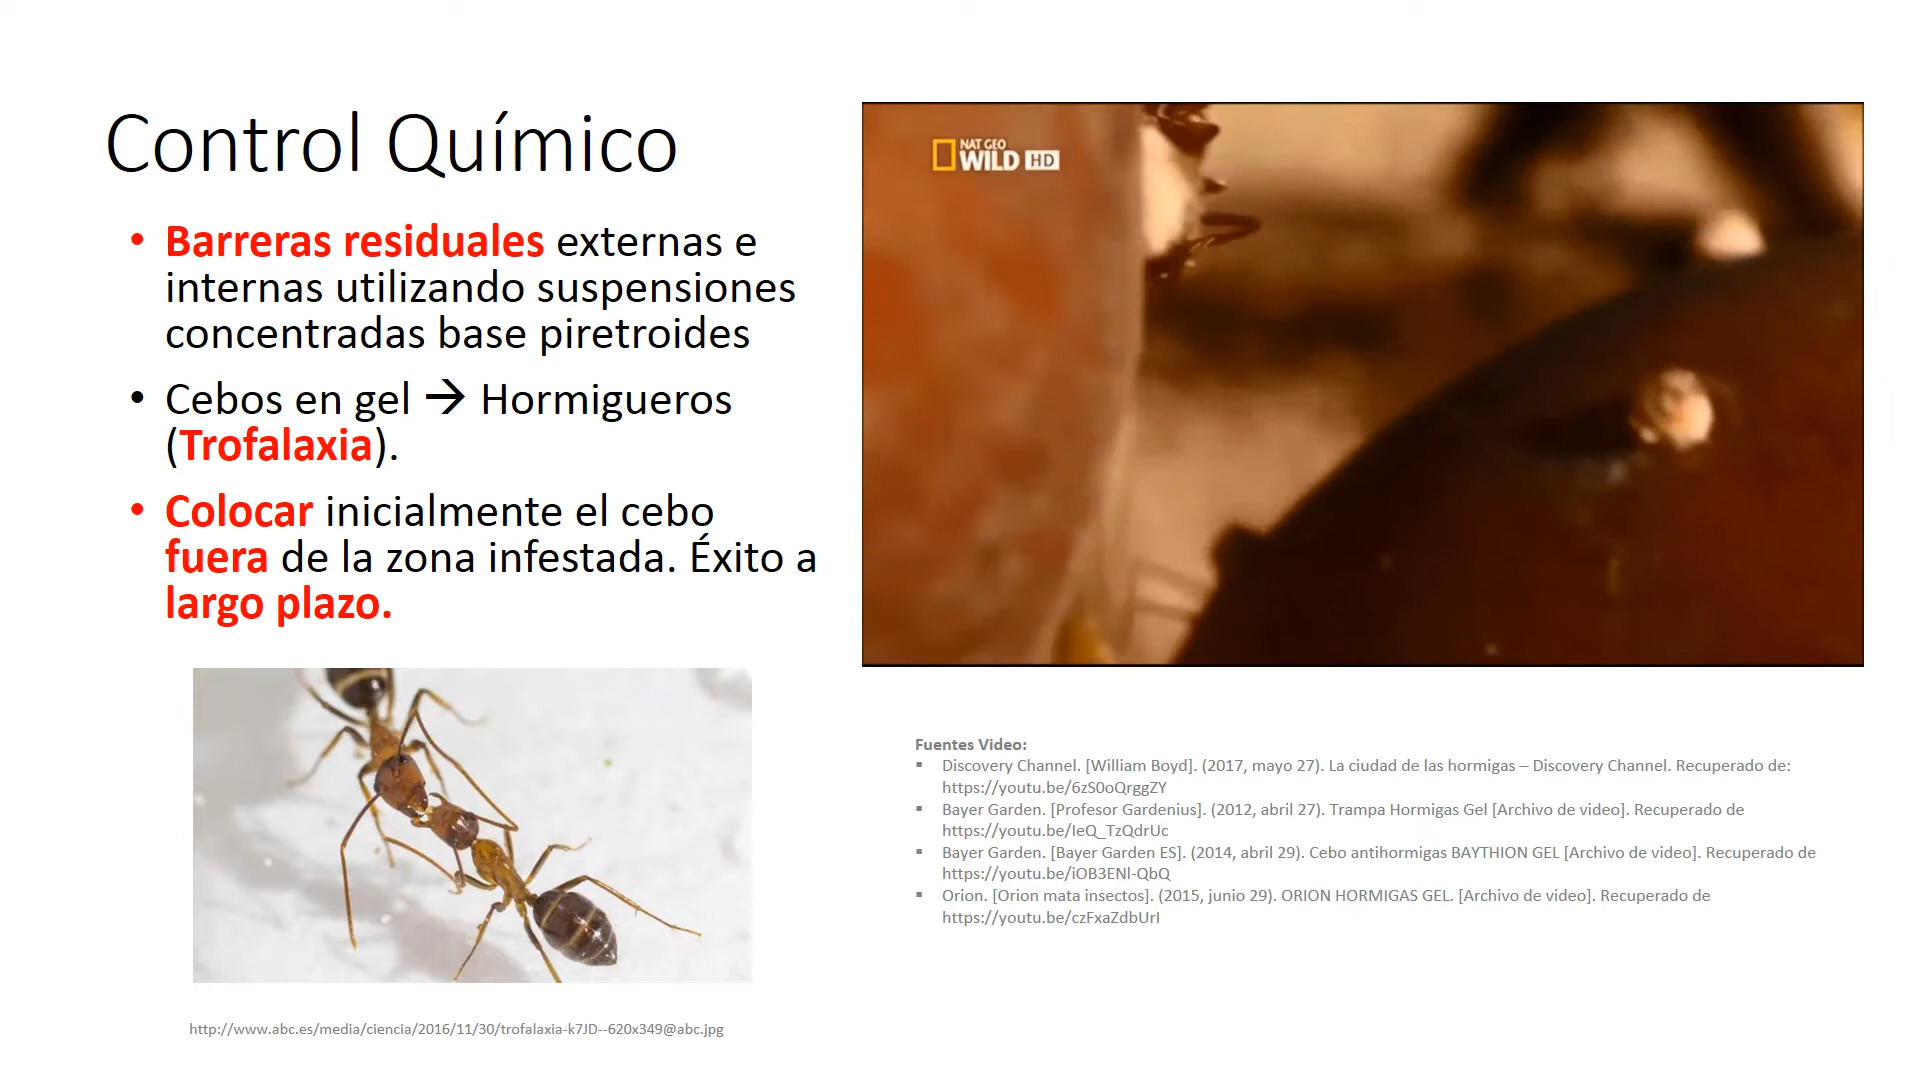 Control Químico
• Barreras residuales externas e
internas utilizando suspensiones
concentradas base piretroides
• Cebos en gel → Hormigueros
(Trofalaxia).
• Colocar inicialmente el cebo
fuera de la zona infestada. Éxito a
largo plazo.
NAT GEO
WILD HD
Fuentes Video:
▪ Discovery Channel. [William Boyd]. (2017, mayo 27). La ciudad de las hormigas – Discovery Channel. Recuperado de:
https://youtu.be/6zS0oQrggZY
▪ Bayer Garden. [Profesor Gardenius]. (2012, abril 27). Trampa Hormigas Gel [Archivo de video]. Recuperado de
https://youtu.be/IeQ_TzQdrUc
▪ Bayer Garden. [Bayer Garden ES]. (2014, abril 29). Cebo antihormigas BAYTHION GEL [Archivo de video]. Recuperado de
https://youtu.be/iOB3ENl-QbQ
▪ Orion. [Orion mata insectos]. (2015, junio 29). ORION HORMIGAS GEL. [Archivo de video]. Recuperado de
https://youtu.be/czFxaZdbUrI
http://www.abc.es/media/ciencia/2016/11/30/trofalaxia-k7JD--620x349@abc.jpg